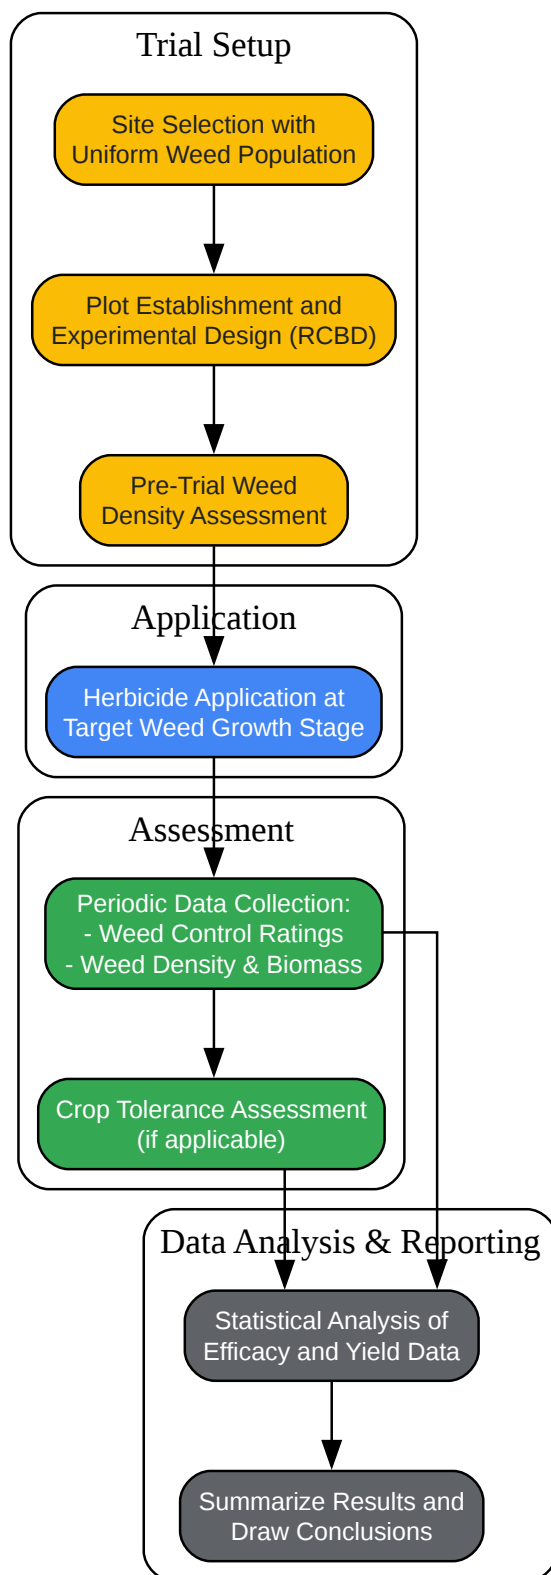 Trial Setup
Site Selection with
Uniform Weed Population
Plot Establishment and
Experimental Design (RCBD)
Pre-Trial Weed
Density Assessment
Application
Herbicide Application at
Target Weed Growth Stage
Assessment
Periodic Data Collection:
- Weed Control Ratings
- Weed Density & Biomass
Crop Tolerance Assessment
(if applicable)
Data Analysis & Reporting
Statistical Analysis of
Efficacy and Yield Data
Summarize Results and
Draw Conclusions